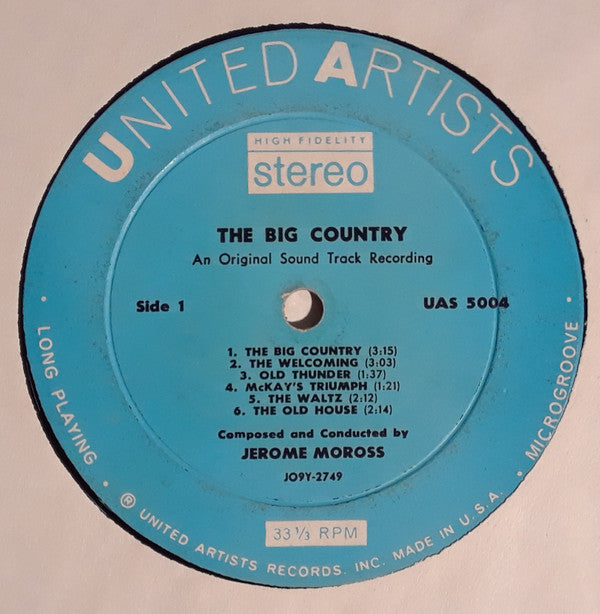 UNITED ARTISTS
HIGH FIDELITY
stereo
THE BIG COUNTRY
An Original Sound Track Recording
Side 1
UAS 5004
1. THE BIG COUNTRY (3:15)
2. THE WELCOMING (3:03)
3. OLD THUNDER (1:37)
4. McKAY'S TRIUMPH (1:21)
5. THE WALTZ (2:12)
6. THE OLD HOUSE (2:14)
Composed and Conducted by
JEROME MOROSS
JO9Y-2749
33 1/3 RPM
• LONG PLAYING • ® UNITED ARTISTS RECORDS. INC. MADE IN U.S.A. • MICROGROOVE •